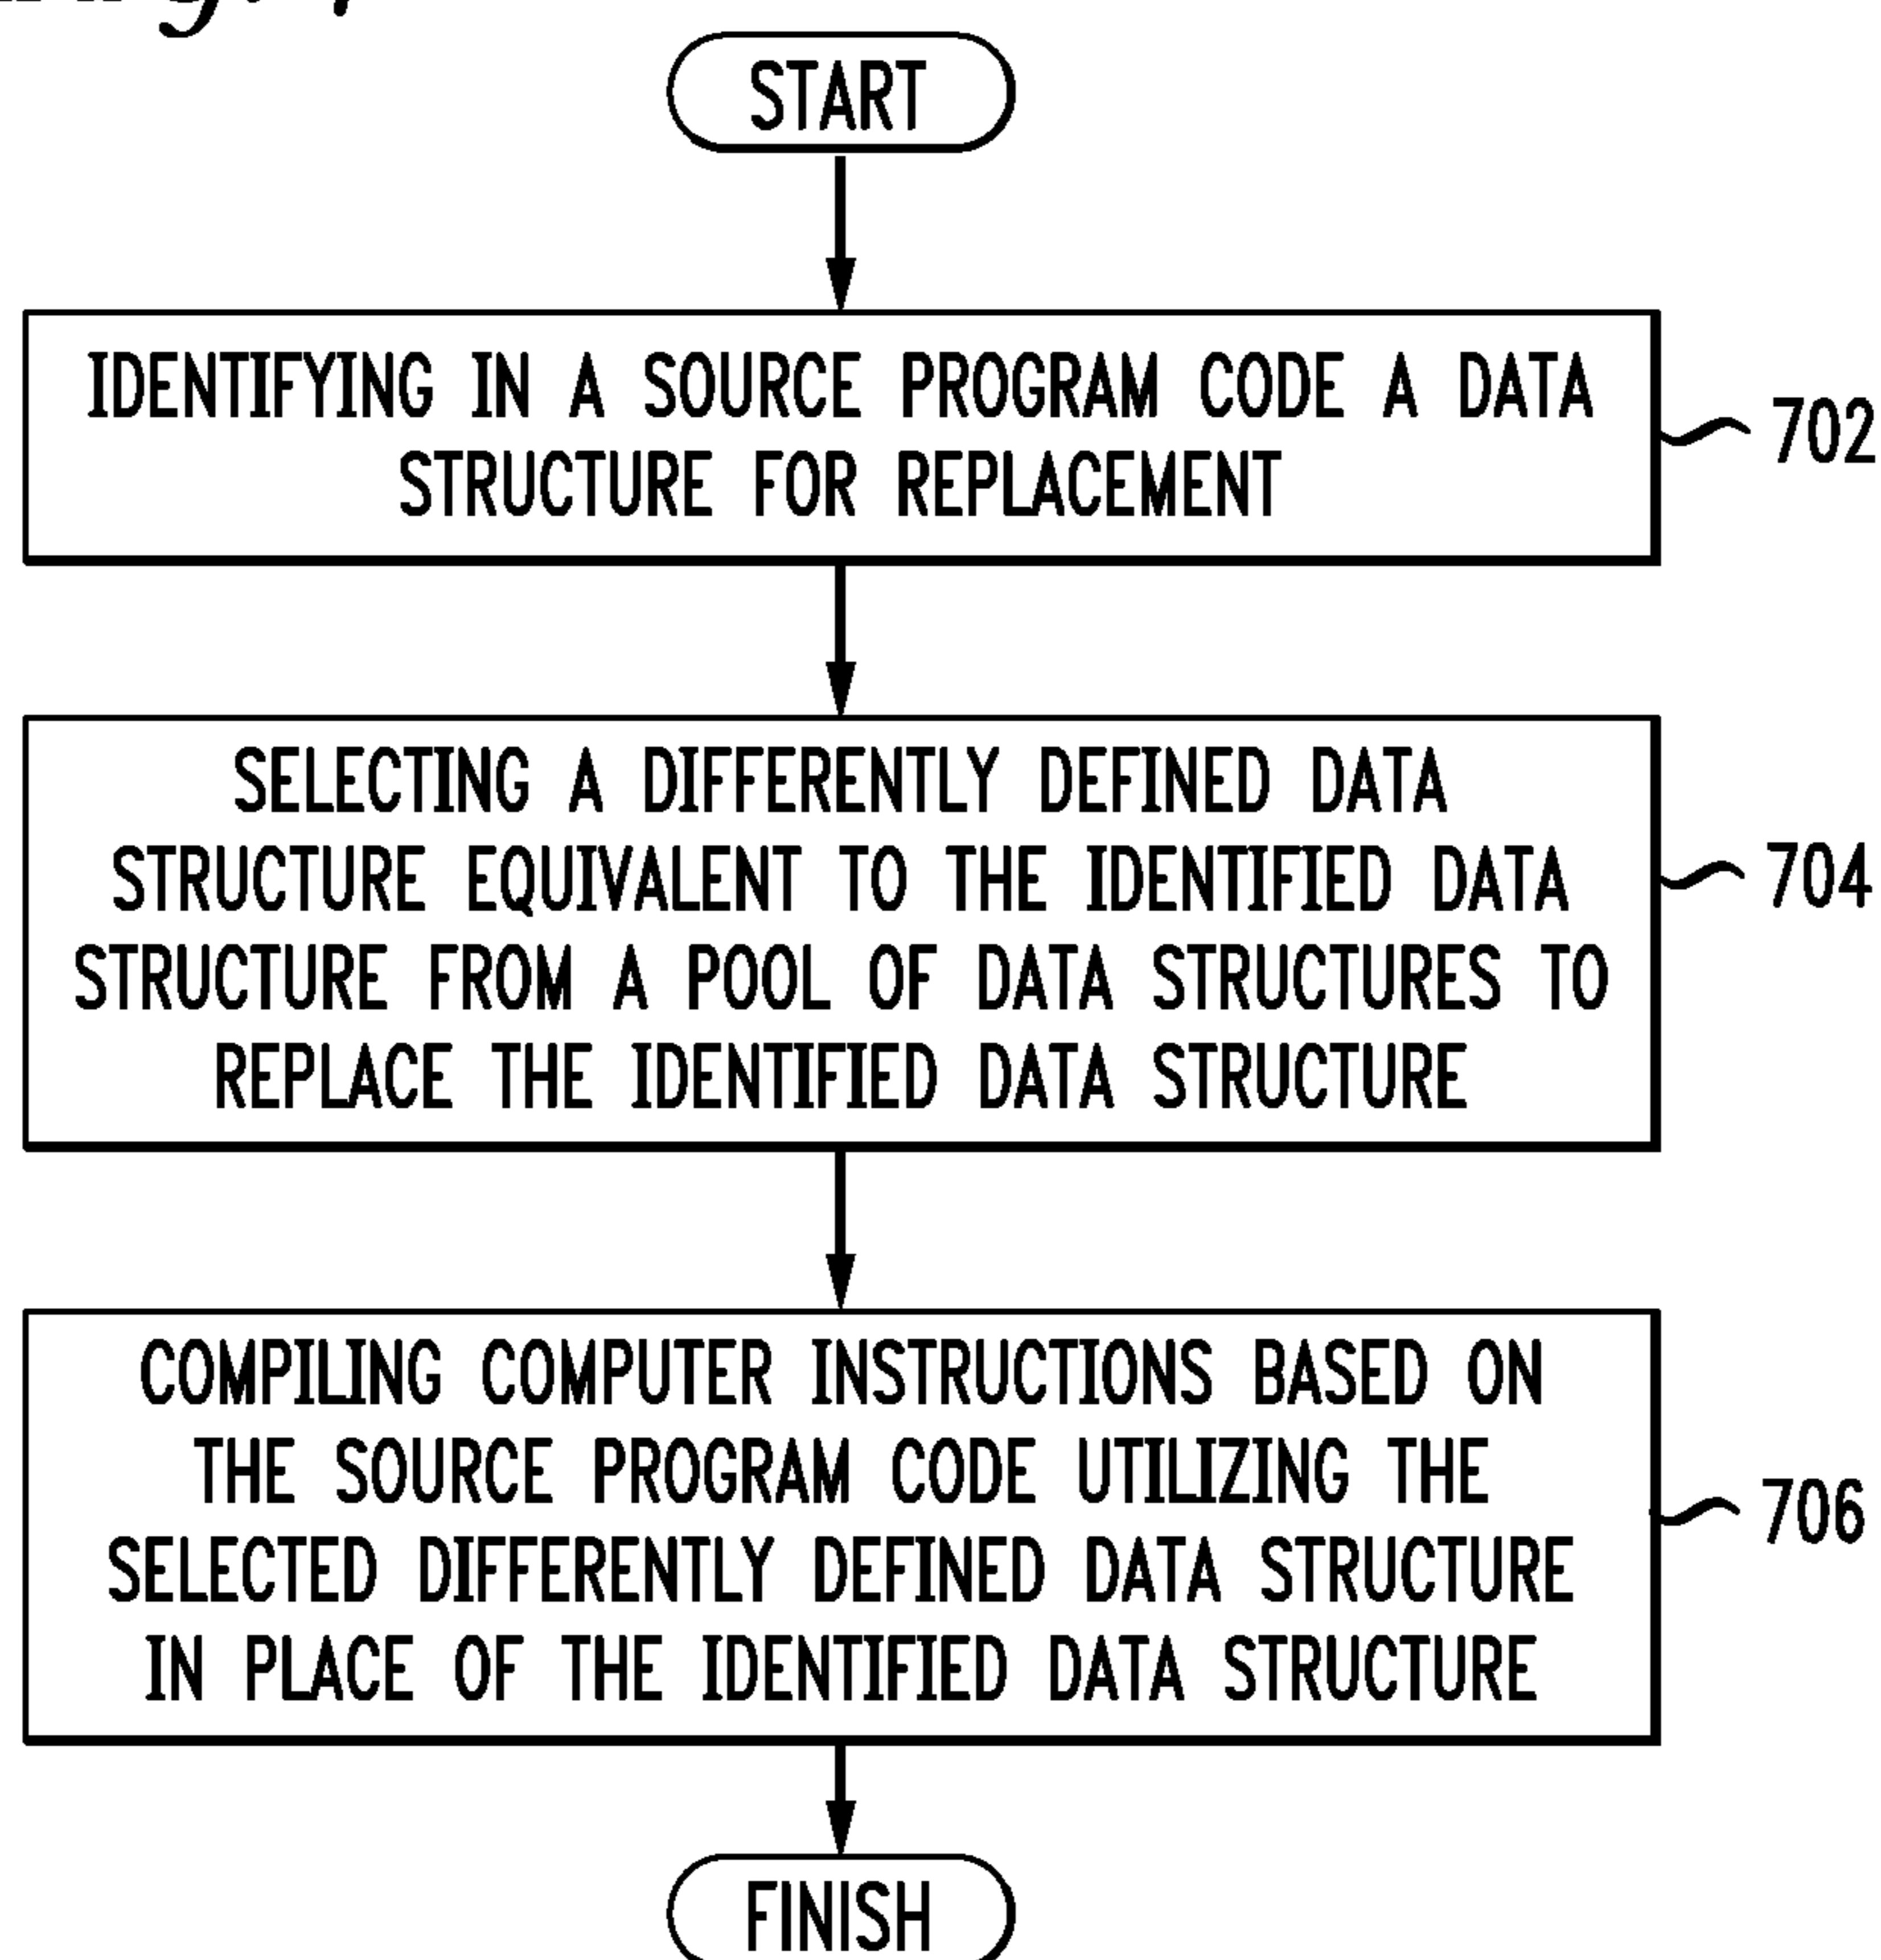 START
IDENTIFYING IN A SOURCE PROGRAM CODE A DATA
STRUCTURE FOR REPLACEMENT
702
SELECTING A DIFFERENTLY DEFINED DATA
STRUCTURE EQUIVALENT TO THE IDENTIFIED DATA
STRUCTURE FROM A POOL OF DATA STRUCTURES TO
REPLACE THE IDENTIFIED DATA STRUCTURE
704
COMPILING COMPUTER INSTRUCTIONS BASED ON
THE SOURCE PROGRAM CODE UTILIZING THE
SELECTED DIFFERENTLY DEFINED DATA STRUCTURE
IN PLACE OF THE IDENTIFIED DATA STRUCTURE
706
FINISH